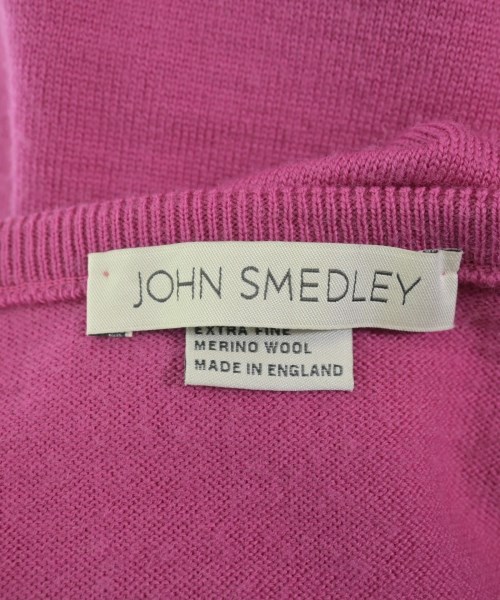 JOHN SMEDLEY
EXTRA FINE
MERINO WOOL
MADE IN ENGLAND